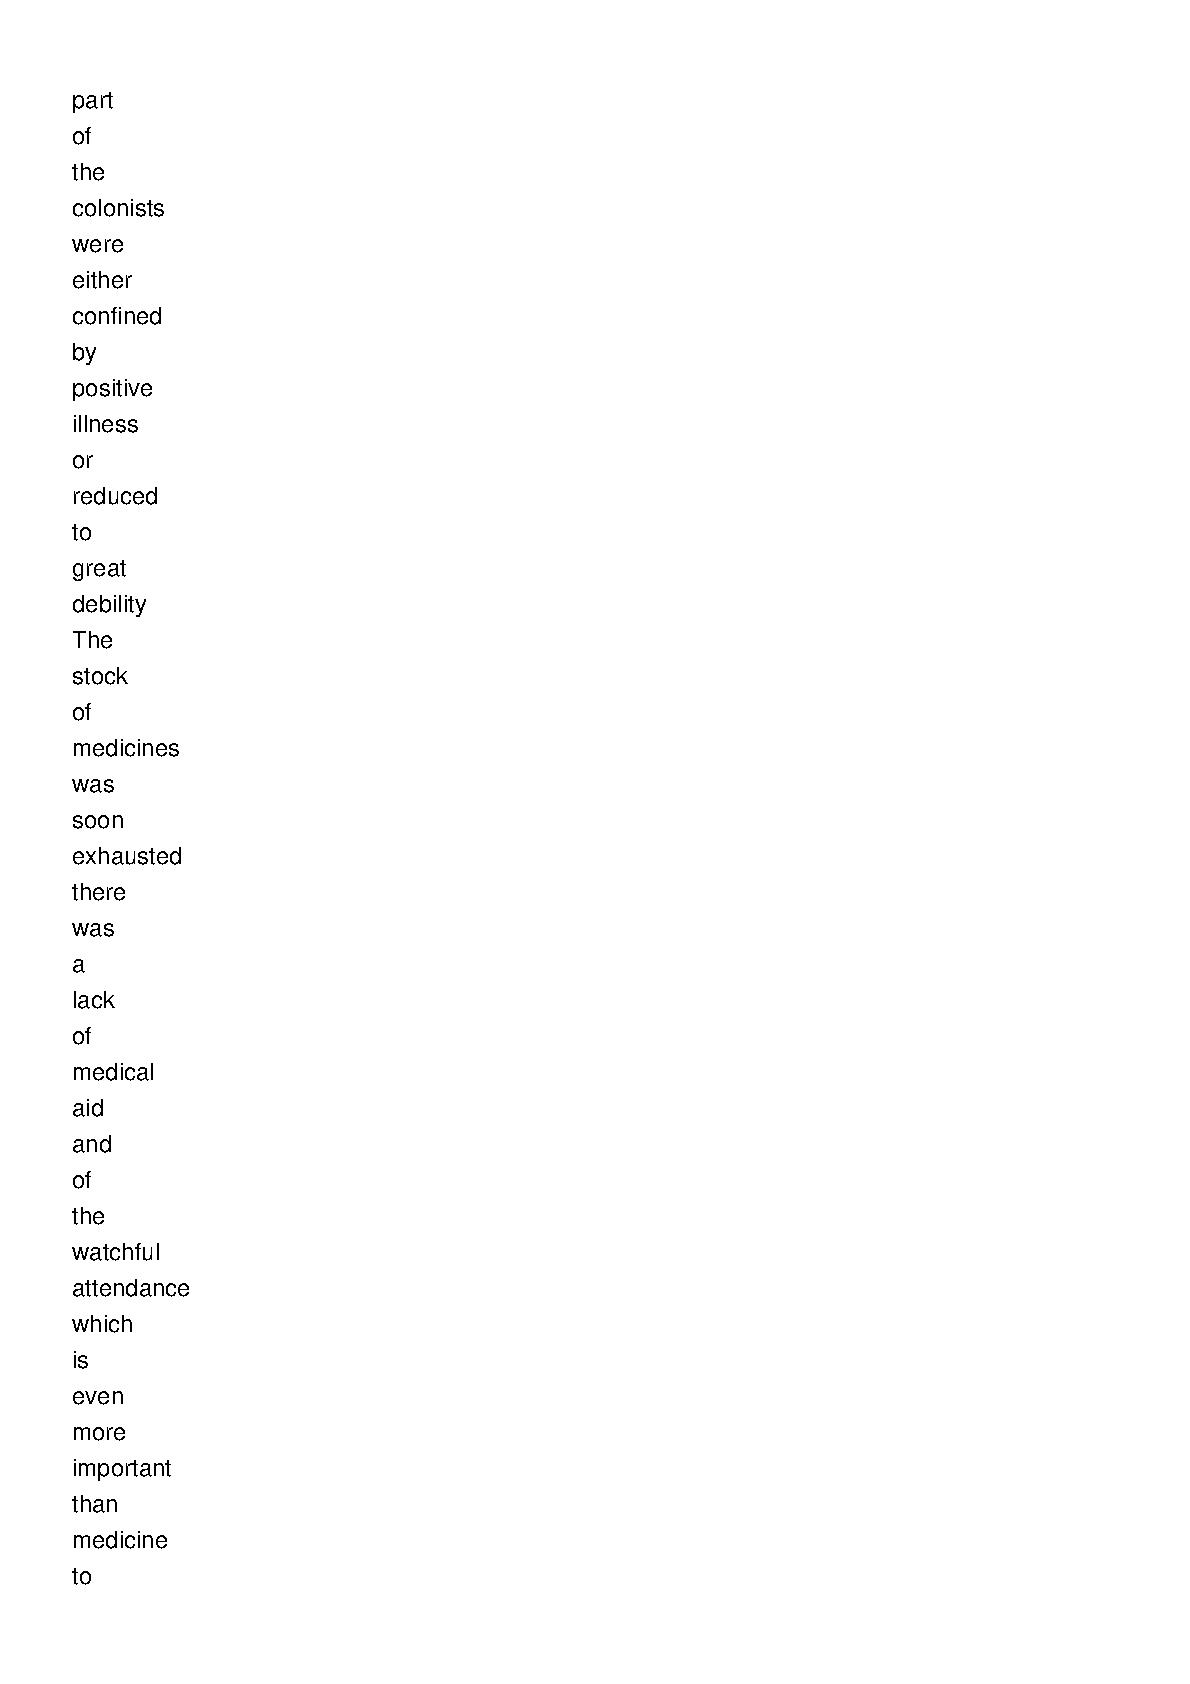 part
of
the
colonists
were
either
confined
by
positive
illness
or
reduced
to
great
debility
The
stock
of
medicines
was
soon
exhausted
there
was
a
lack
of
medical
aid
and
of
the
watchful
attendance
which
is
even
more
important
than
medicine
to